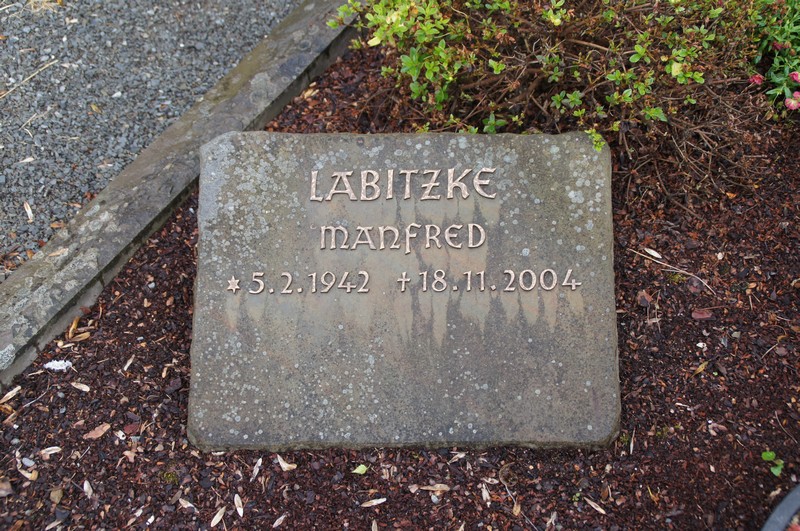 LABITZKE
MANFRED
* 5.2.1942 † 18.11.2004